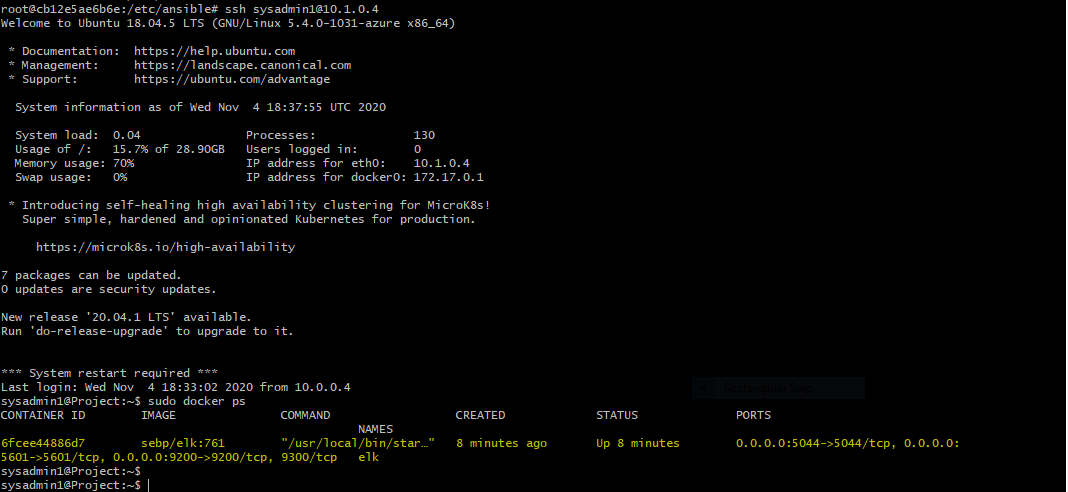 root@cb12e5ae6b6e:/etc/ansible# ssh sysadmin1@10.1.0.4
Welcome to Ubuntu 18.04.5 LTS (GNU/Linux 5.4.0-1031-azure x86_64)
* Documentation:  https://help.ubuntu.com
* Management:     https://landscape.canonical.com
* Support:        https://ubuntu.com/advantage
System information as of Wed Nov  4 18:37:55 UTC 2020
System load:  0.04               Processes:              130
Usage of /:   15.7% of 28.90GB   Users logged in:        0
Memory usage: 70%                IP address for eth0:    10.1.0.4
Swap usage:   0%                 IP address for docker0: 172.17.0.1
* Introducing self-healing high availability clustering for MicroK8s!
Super simple, hardened and opinionated Kubernetes for production.
https://microk8s.io/high-availability
7 packages can be updated.
0 updates are security updates.
New release '20.04.1 LTS' available.
Run 'do-release-upgrade' to upgrade to it.
*** System restart required ***
Last login: Wed Nov  4 18:33:02 2020 from 10.0.0.4
Rectangular Snip
sysadmin1@Project:~$ sudo docker ps
CONTAINER ID        IMAGE               COMMAND                  CREATED             STATUS              PORTS
NAMES
6fcee44886d7        sebp/elk:761        "/usr/local/bin/star…"   8 minutes ago       Up 8 minutes        0.0.0.0:5044->5044/tcp, 0.0.0.0:
5601->5601/tcp, 0.0.0.0:9200->9200/tcp, 9300/tcp   elk
sysadmin1@Project:~$
sysadmin1@Project:~$